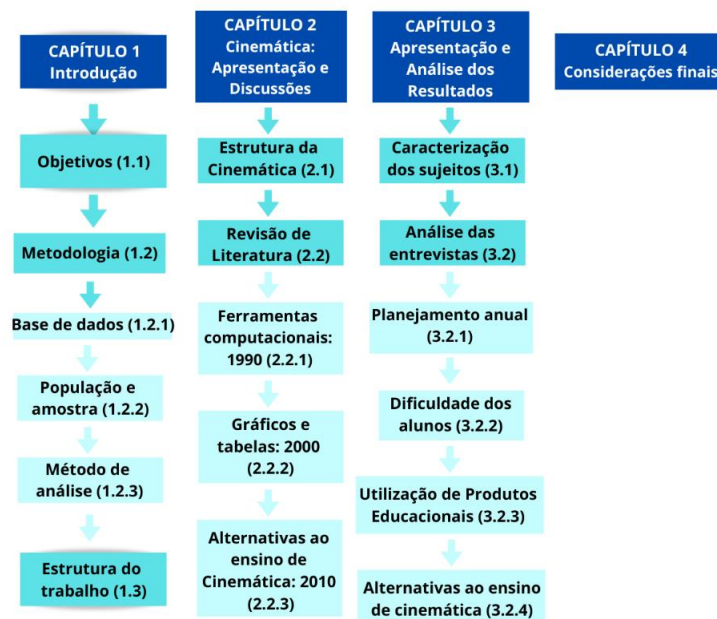 CAPÍTULO 1
Introdução
Objetivos (1.1)
Metodologia (1.2)
Base de dados (1.2.1)
População e
amostra (1.2.2)
Método de
análise (1.2.3)
Estrutura do
trabalho (1.3)
CAPÍTULO 2
Cinemática:
Apresentação e
Discussões
Estrutura da
Cinemática (2.1)
Revisão de
Literatura (2.2)
Ferramentas
computacionais:
1990 (2.2.1)
Gráficos e
tabelas: 2000
(2.2.2)
Alternativas ao
ensino de
Cinemática: 2010
(2.2.3)
CAPÍTULO 3
Apresentação e
Análise dos
Resultados
Caracterização
dos sujeitos (3.1)
Análise das
entrevistas (3.2)
Planejamento anual
(3.2.1)
Dificuldade dos
alunos (3.2.2)
Utilização de Produtos
Educacionais (3.2.3)
Alternativas ao ensino
de cinemática (3.2.4)
CAPÍTULO 4
Considerações finais